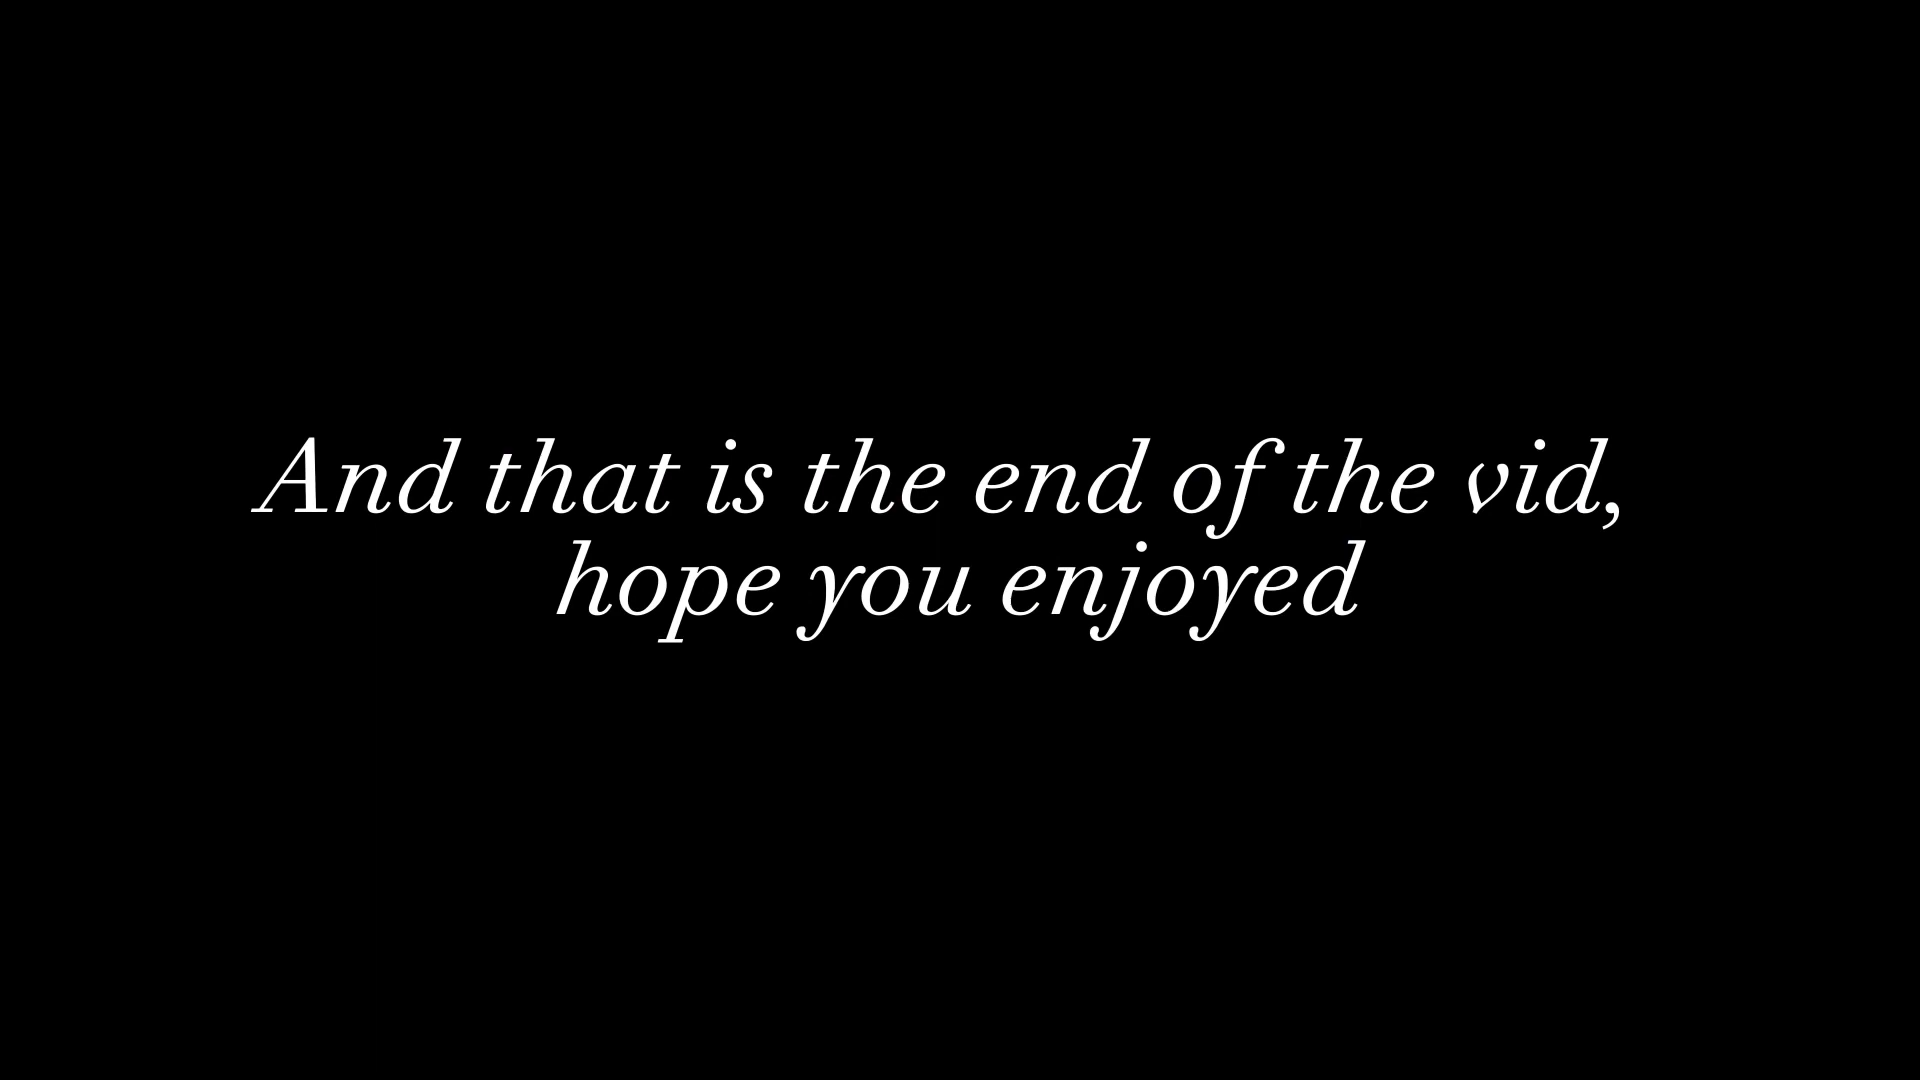 And that is the end of the vid,
hope you enjoyed